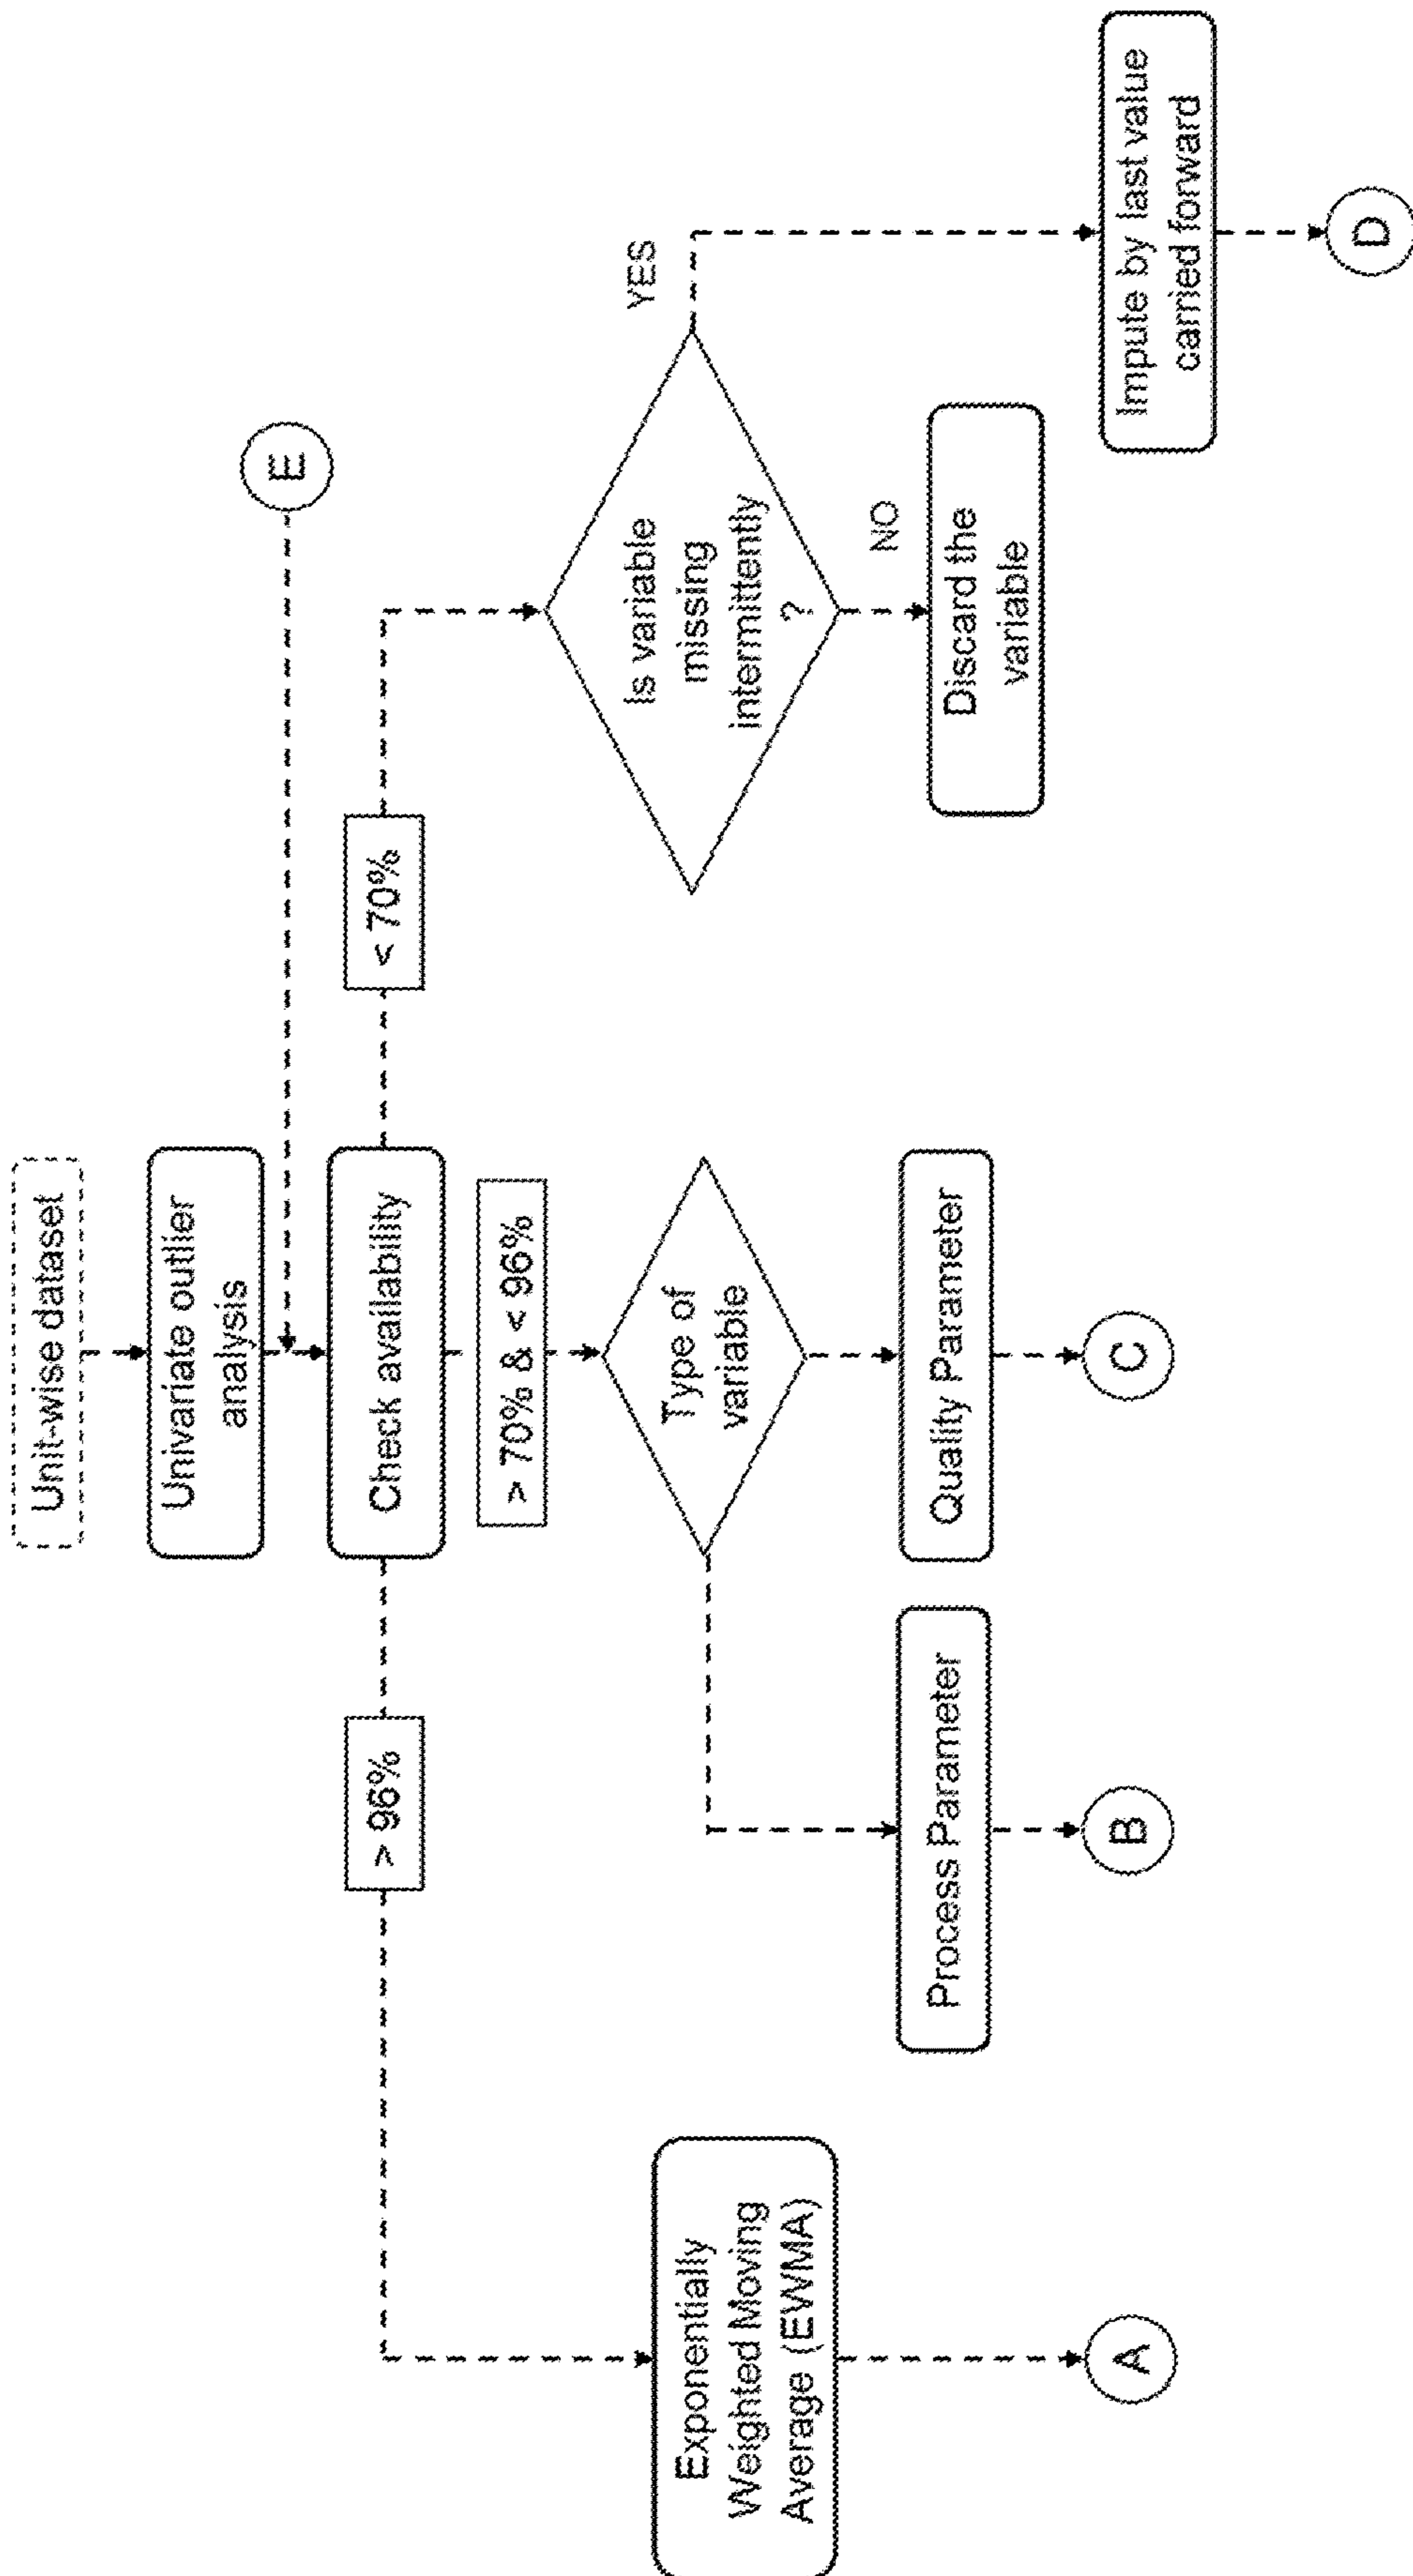 Unit-wise dataset
Univariate outlier
analysis
E
> 96%
Check availability
< 70%
> 70% & < 96%
Exponentially
Weighted Moving
Average (EWMA)
Type of
variable
Is variable
missing
intermittently
?
YES
NO
Process Parameter
Quality Parameter
Discard the
variable
Impute by last value
carried forward
A
B
C
D